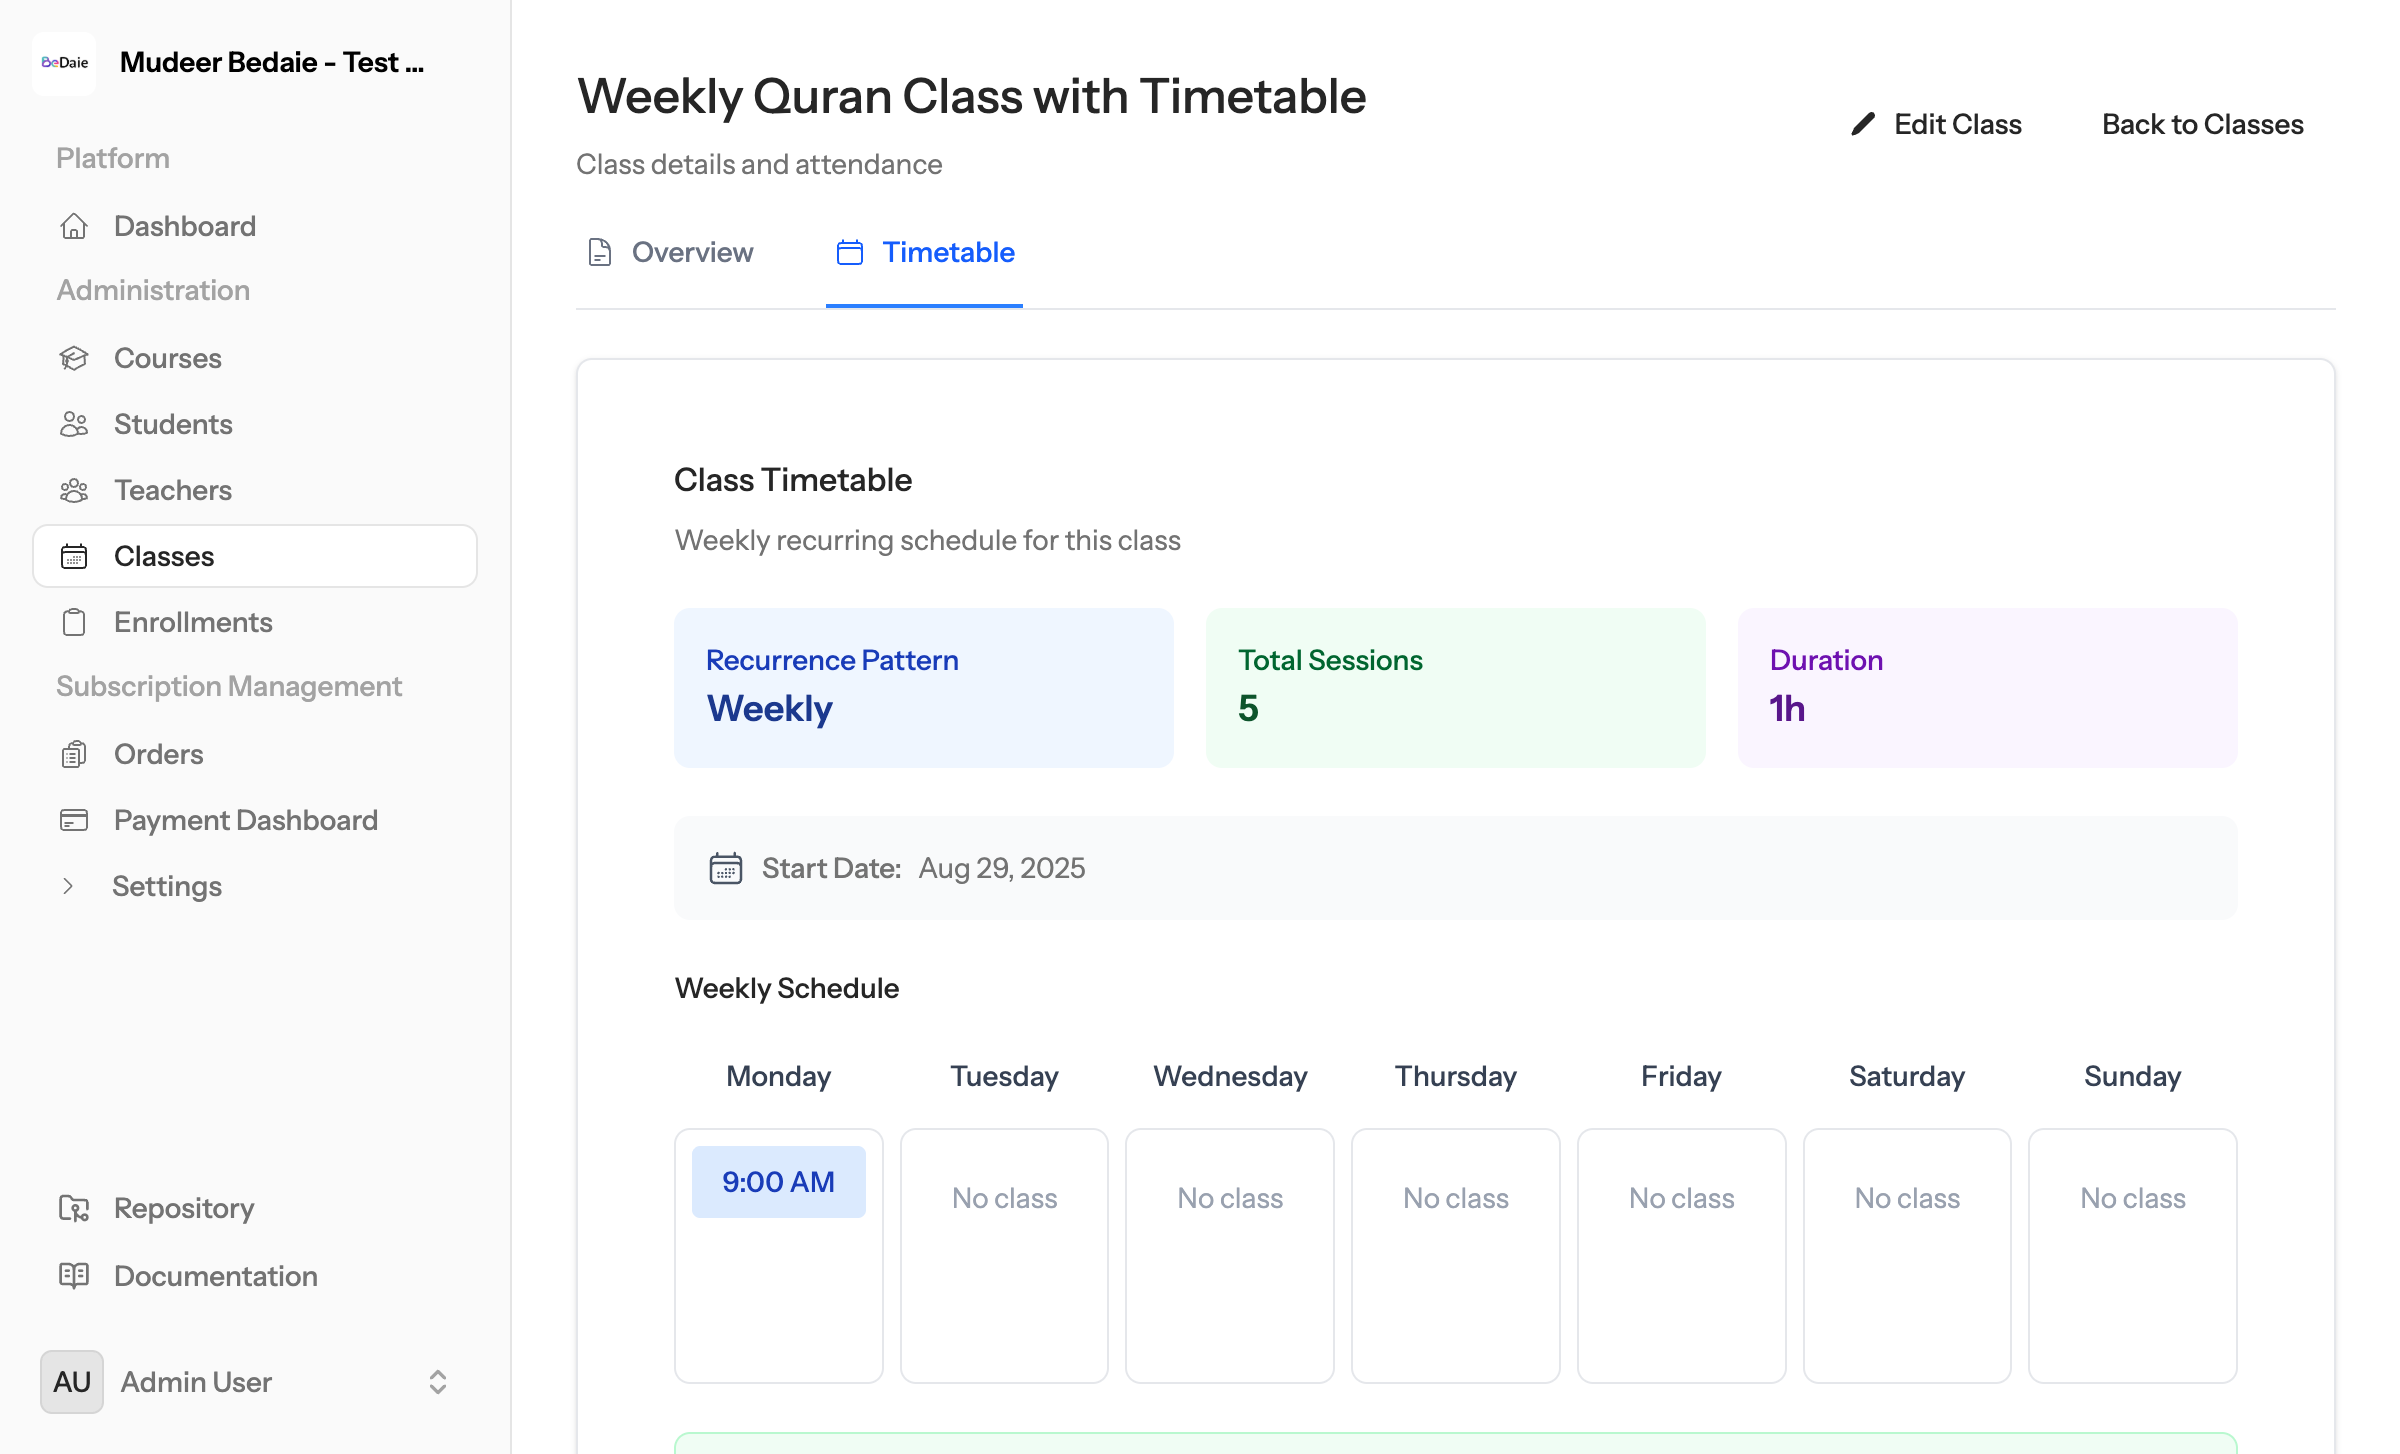 BeDaie
Mudeer Bedaie - Test ...
Platform
Dashboard
Administration
Courses
Students
Teachers
Classes
Enrollments
Subscription Management
Orders
Payment Dashboard
Settings
Repository
Documentation
AU Admin User
Weekly Quran Class with Timetable
Class details and attendance
Edit Class
Back to Classes
Overview
Timetable
Class Timetable
Weekly recurring schedule for this class
Recurrence Pattern
Weekly
Total Sessions
5
Duration
1h
Start Date: Aug 29, 2025
Weekly Schedule
Monday Tuesday Wednesday Thursday Friday Saturday Sunday
9:00 AM No class No class No class No class No class No class